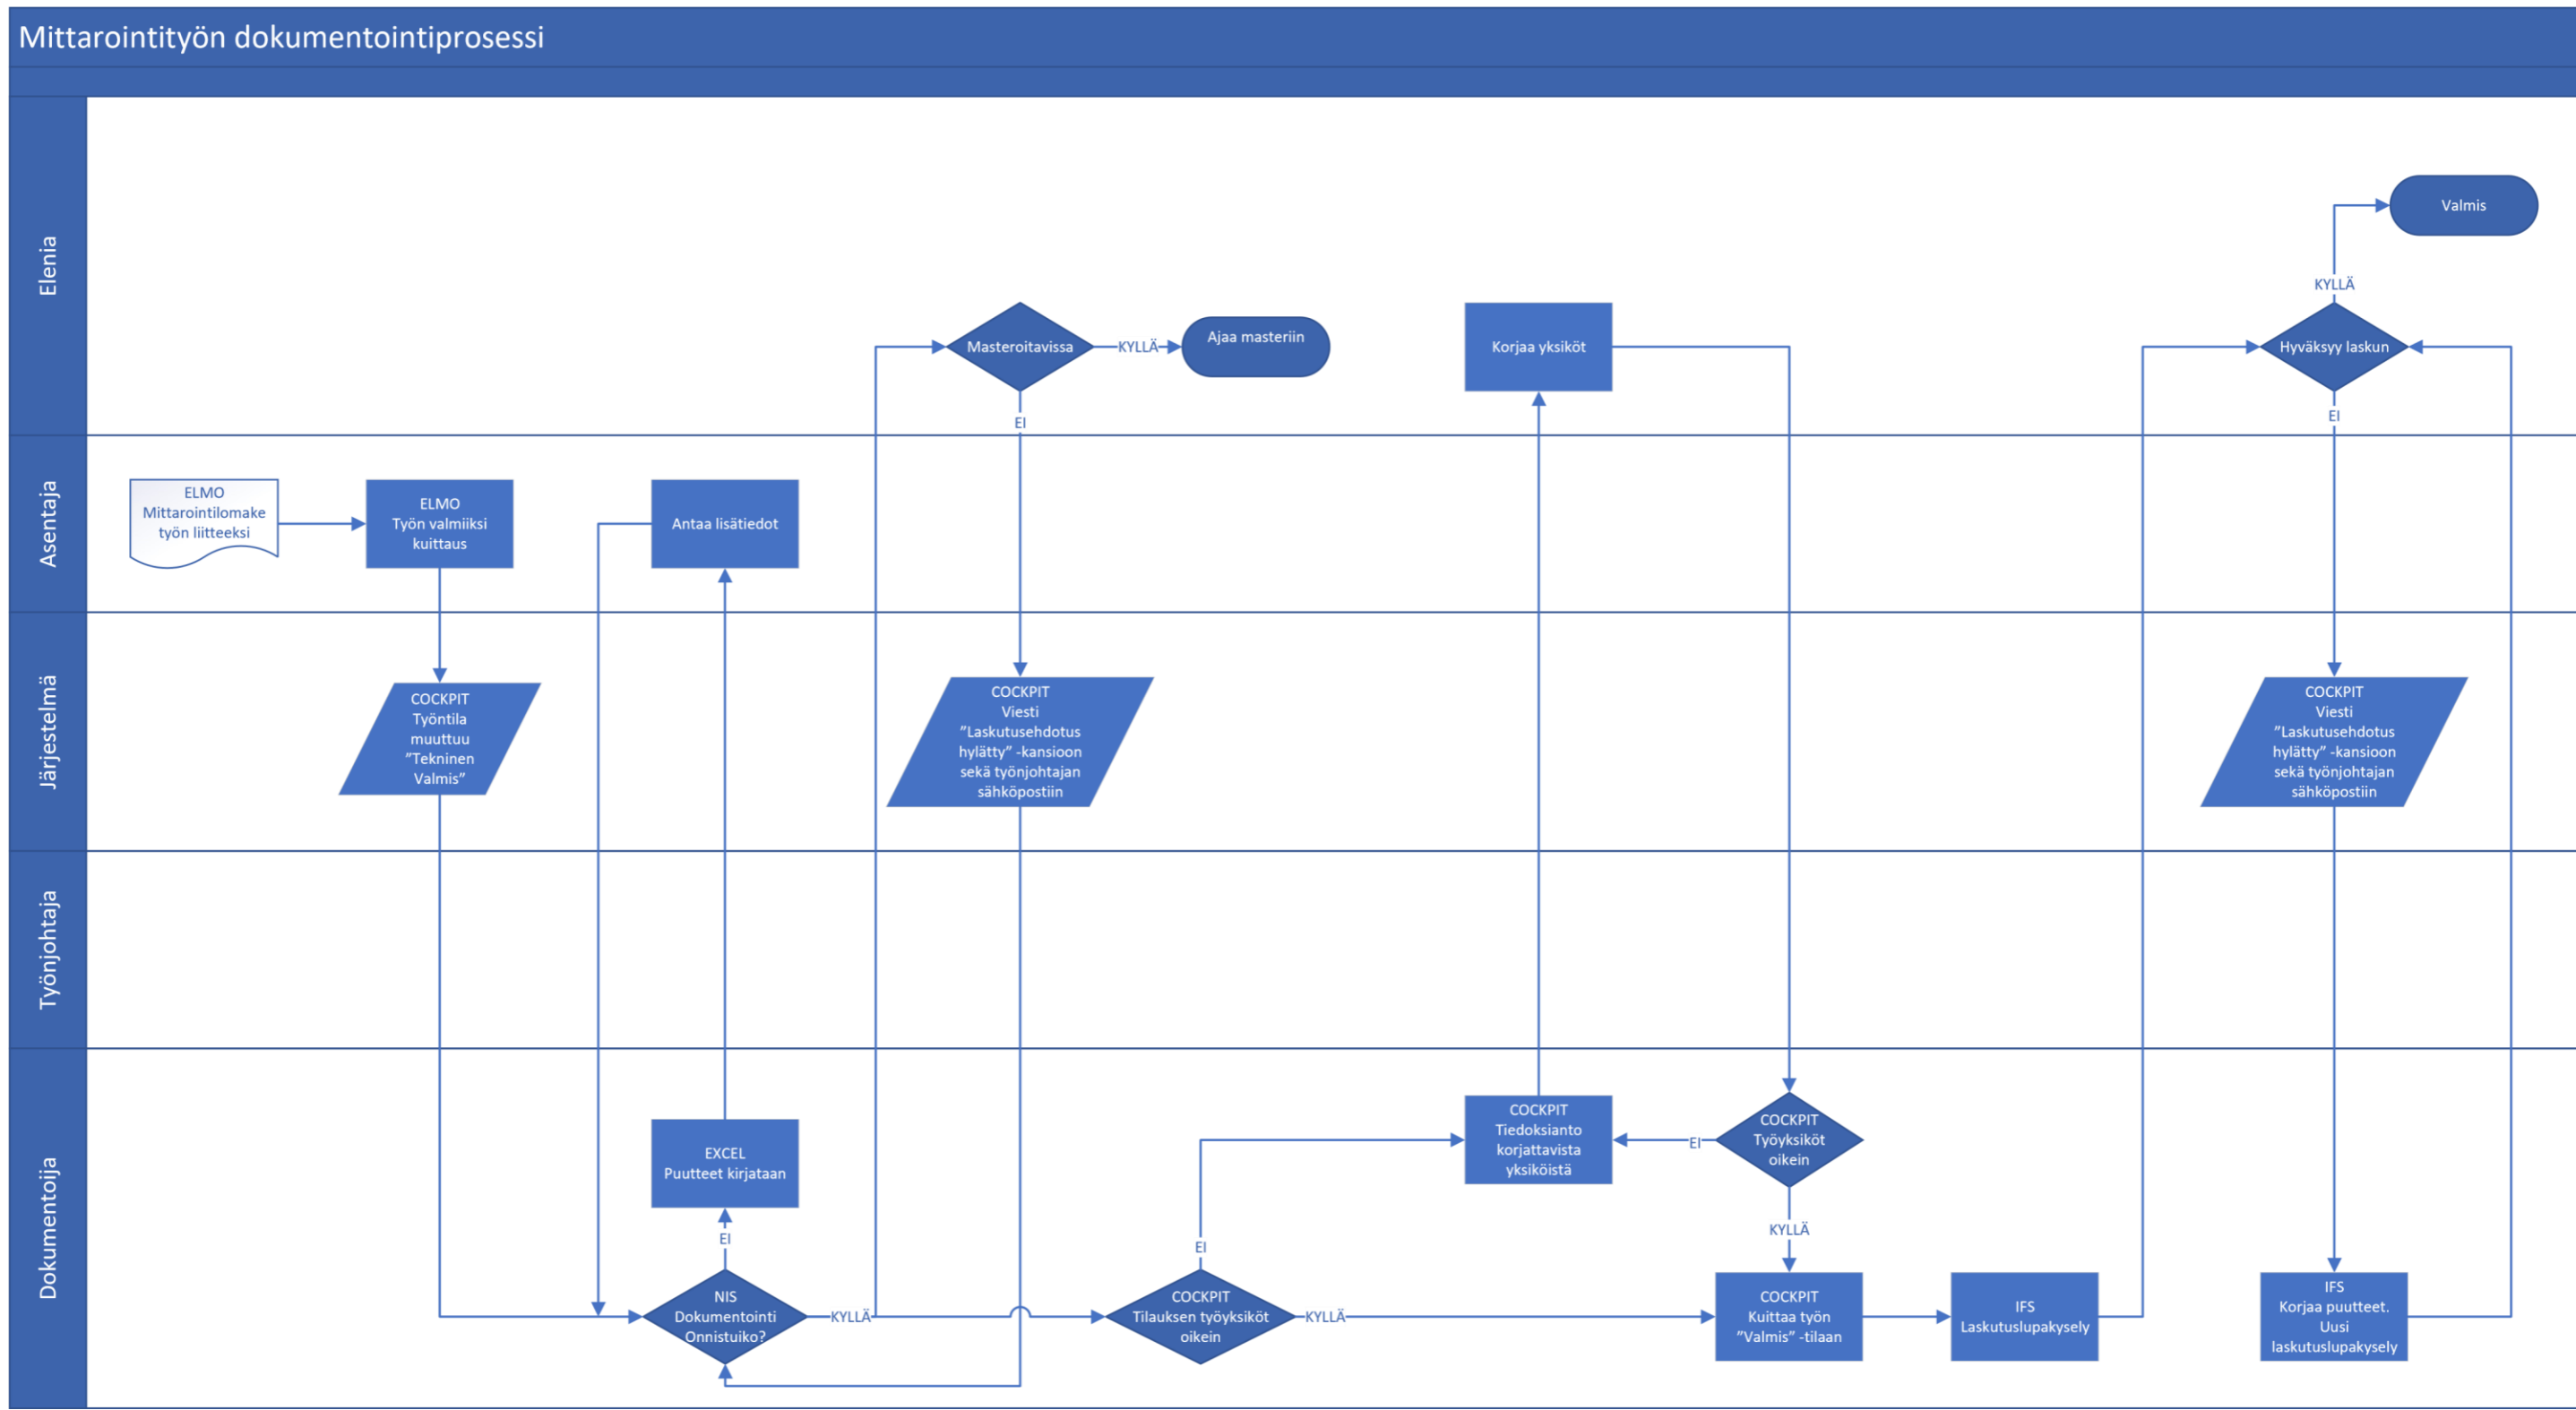 Mittarointityön dokumentointiprosessi
Elenia
Valmis
KYLLÄ
Masteroitavissa
KYLLÄ
Ajaa masteriin
Korjaa yksiköt
Hyväksyy laskun
EI
EI
Asentaja
ELMO
Mittarointilomake
työn liitteeksi
ELMO
Työn valmiiksi
kuittaus
Antaa lisätiedot
Järjestelmä
COCKPIT
Työntila
muuttuu
”Tekninen
Valmis”
COCKPIT
Viesti
”Laskutusehdotus
hylätty” -kansioon
sekä työnjohtajan
sähköpostiin
COCKPIT
Viesti
”Laskutusehdotus
hylätty” -kansioon
sekä työnjohtajan
sähköpostiin
Työnjohtaja
Dokumentoija
EXCEL
Puutteet kirjataan
EI
NIS
Dokumentointi
Onnistuiko?
KYLLÄ
EI
COCKPIT
Tilauksen työyksiköt
oikein
KYLLÄ
COCKPIT
Tiedoksianto
korjattavista
yksiköistä
EI
COCKPIT
Työyksiköt
oikein
KYLLÄ
COCKPIT
Kuittaa työn
”Valmis” -tilaan
IFS
Laskutuslupakysely
IFS
Korjaa puutteet.
Uusi
laskutuslupakysely